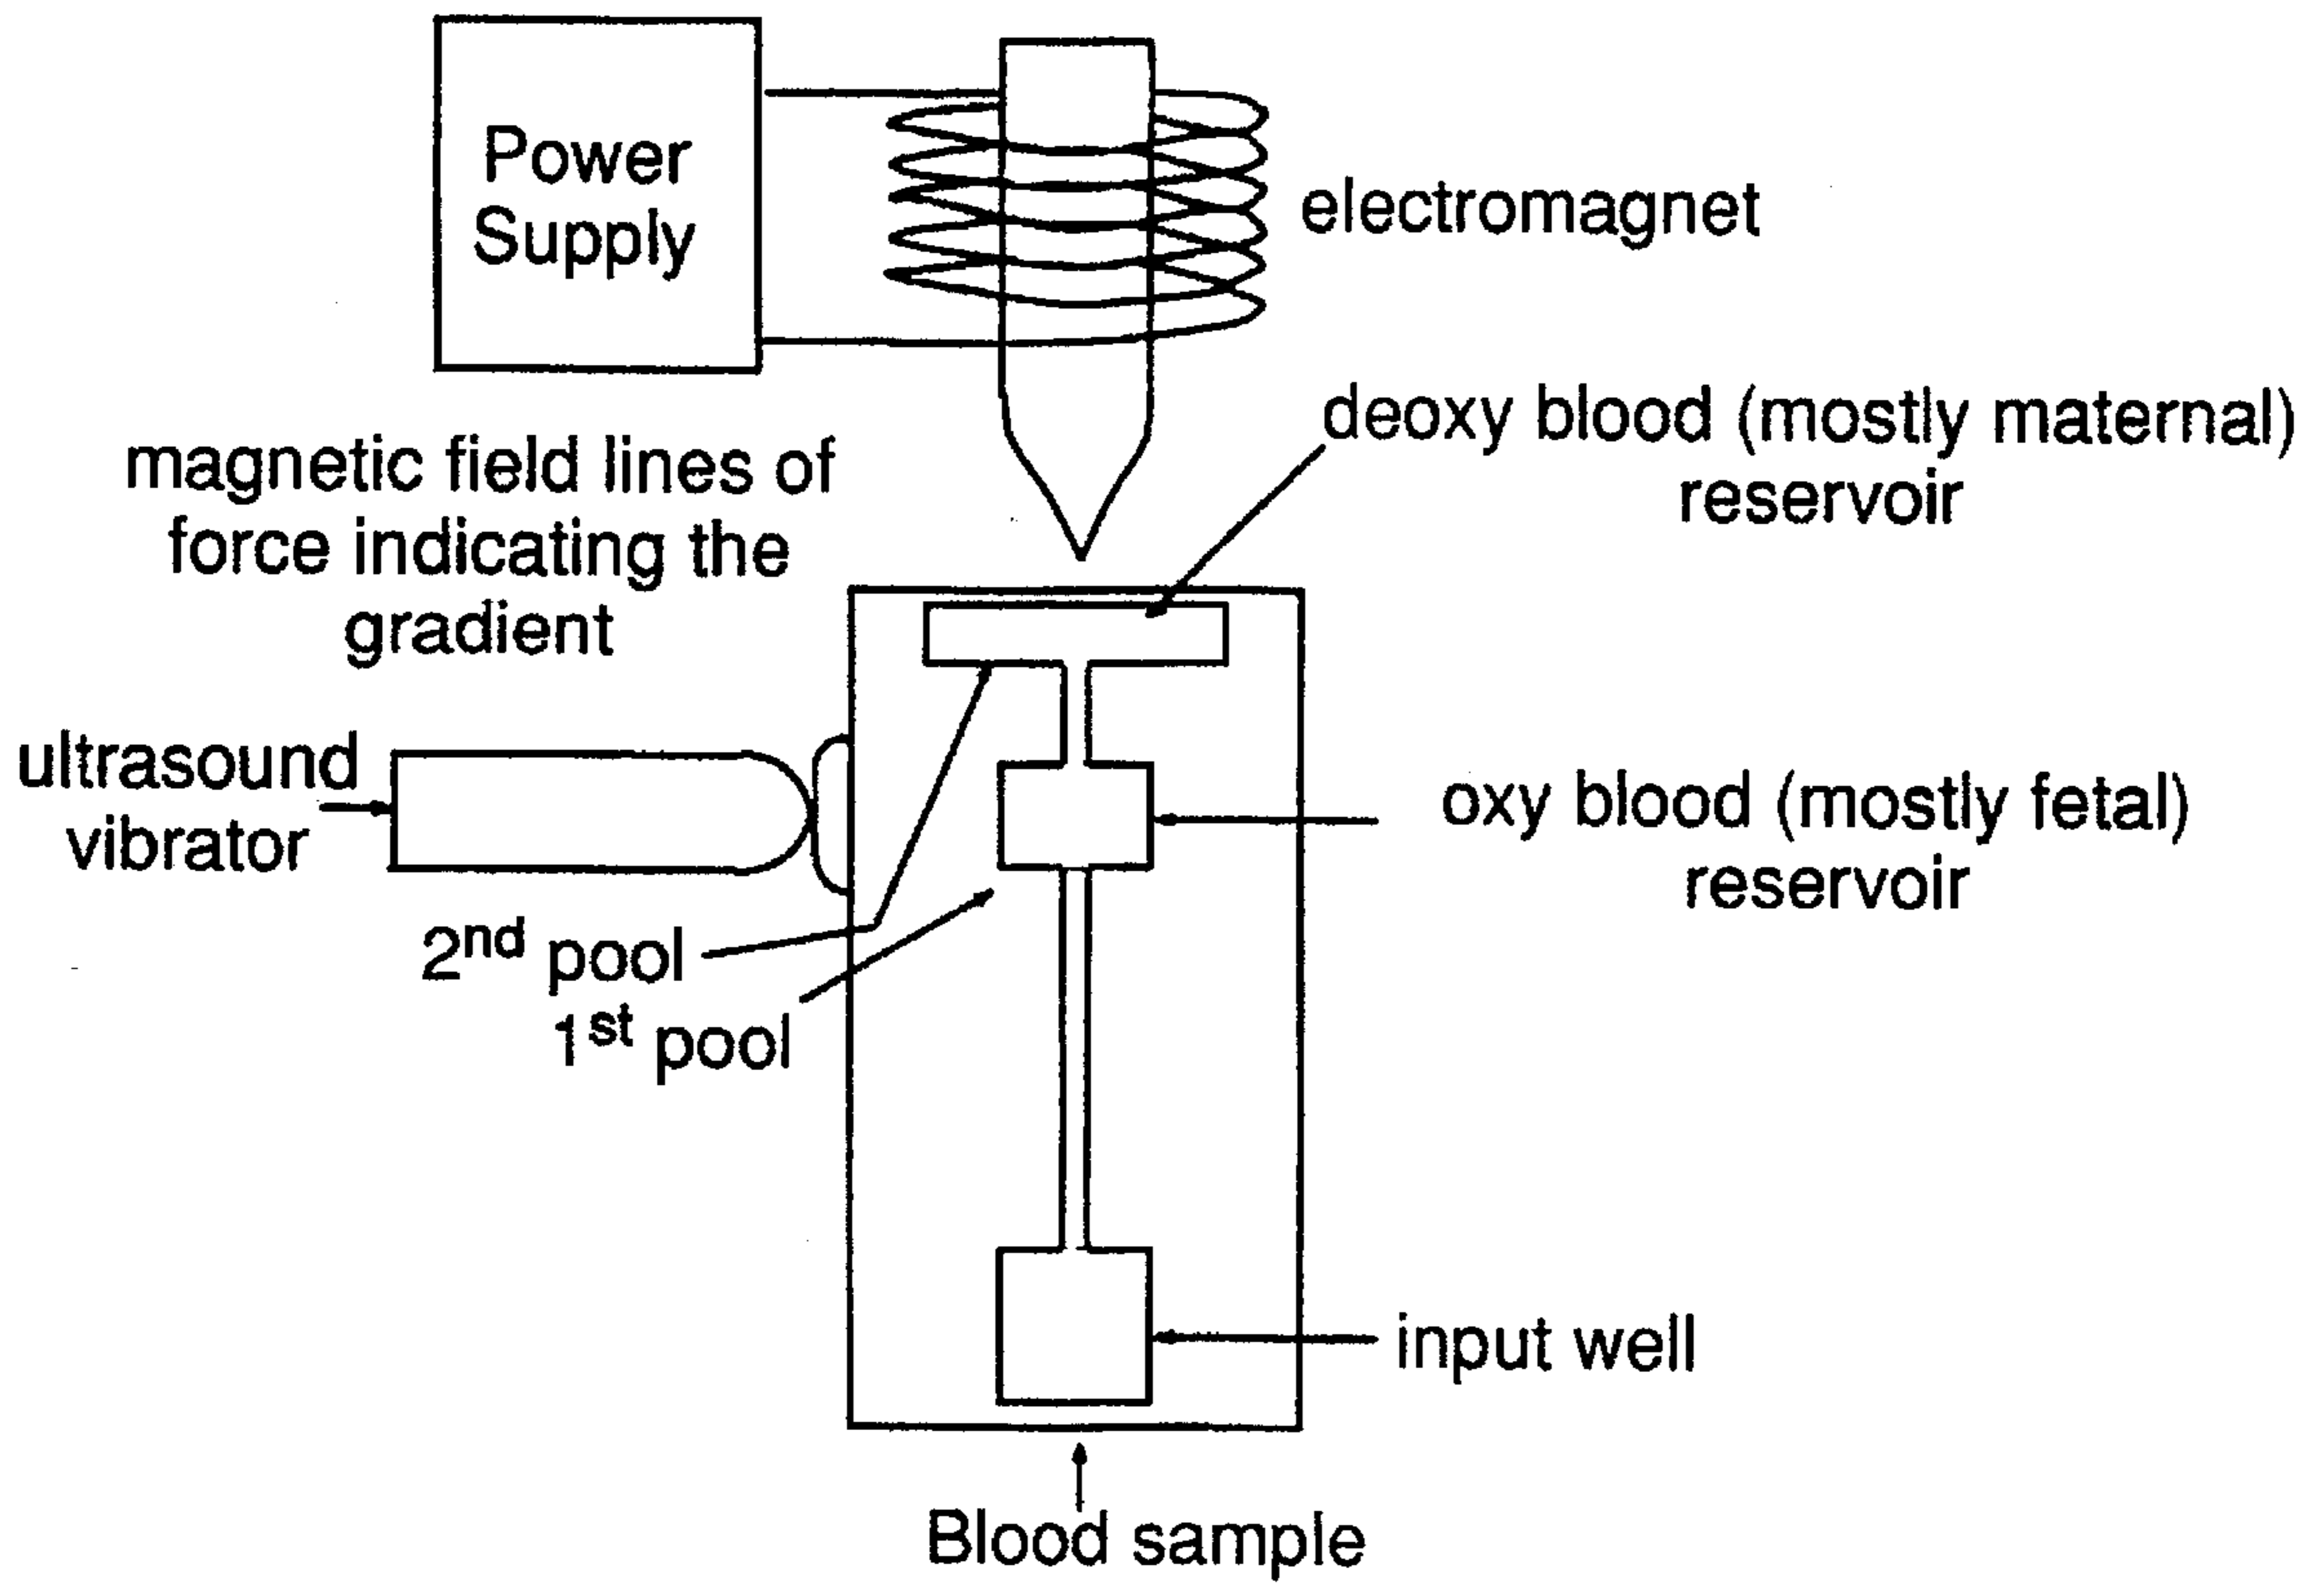 Power
Supply
electromagnet
deoxy blood (mostly maternal)
reservoir
magnetic field lines of
force indicating the
gradient
ultrasound
vibrator
oxy blood (mostly fetal)
reservoir
2nd pool
1st pool
input well
Blood sample